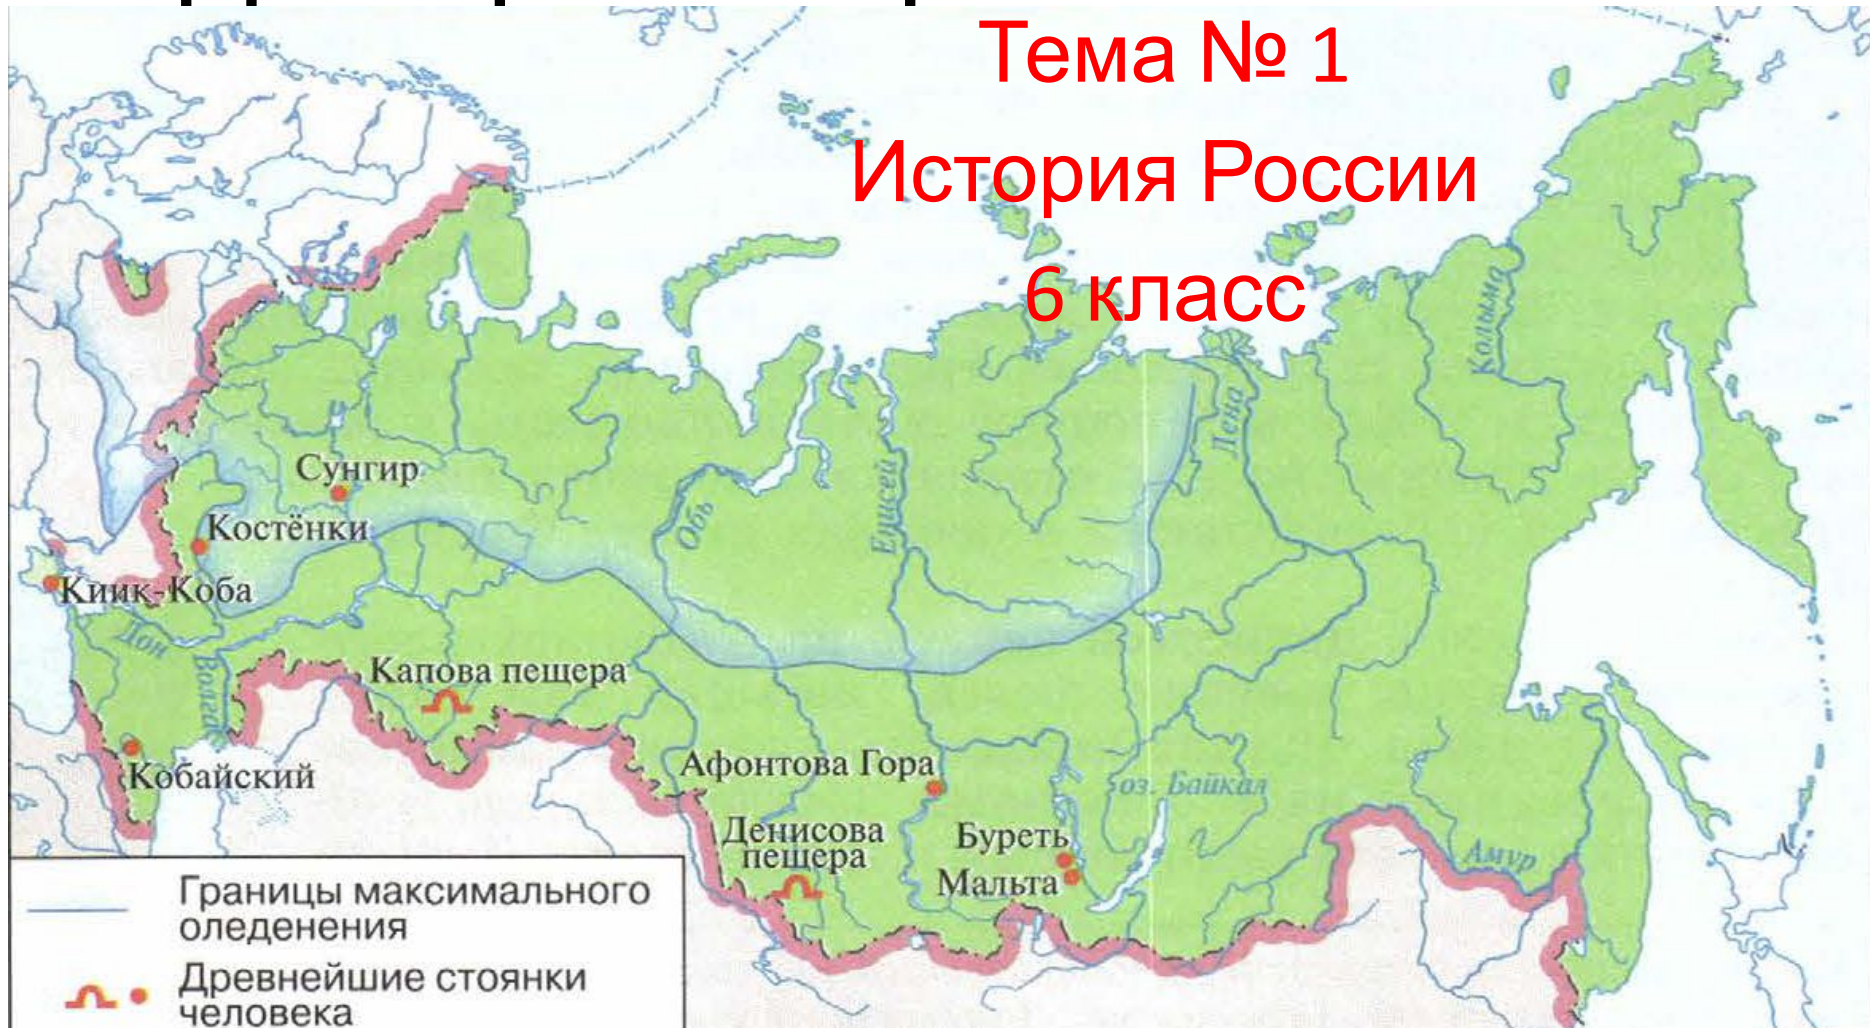 Тема № 1
История России
6 класс
Колыма
Лена
Сунгир
Обь
Енисей
Костёнки
Киик-Коба
Дон
Волга
Капова пещера
Афонтова Гора
оз. Байкал
Кобайский
Денисова
пещера
Буреть
Мальта
Амур
Границы максимального
оледенения
Древнейшие стоянки
человека